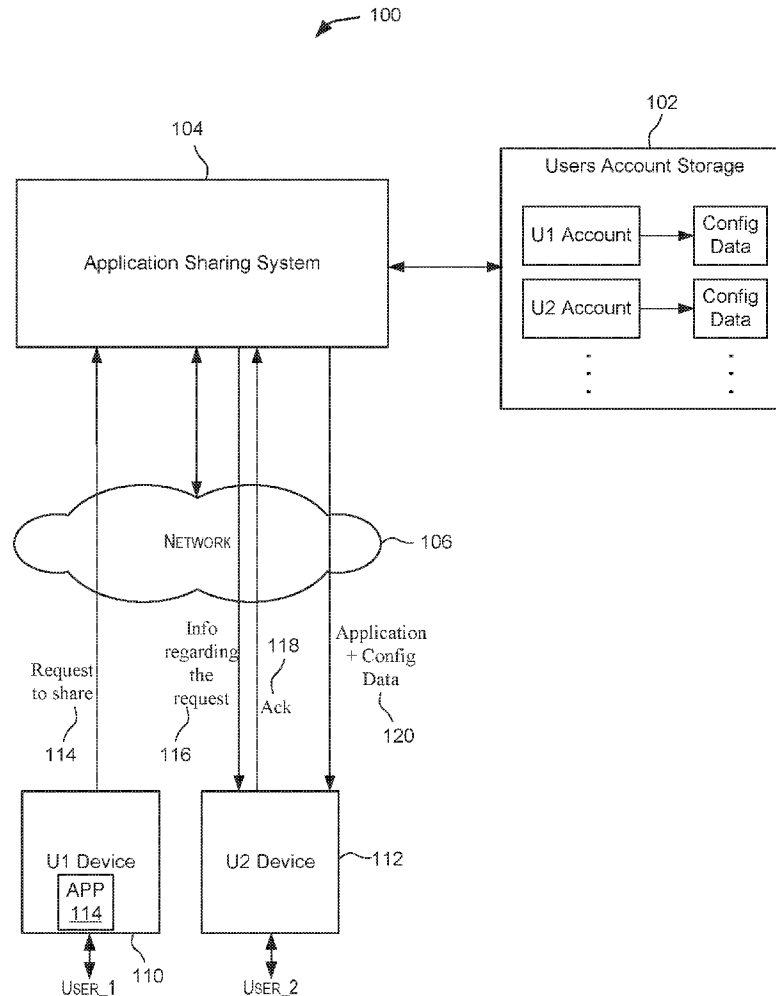 100
104
102
Users Account Storage
U1 Account
Config
Data
U2 Account
Config
Data
Application Sharing System
NETWORK
106
Request
to share
114
Info
regarding
the
request
116
118
Ack
Application
+ Config
Data
120
U1 Device
APP
114
110
USER_1
U2 Device
112
USER_2